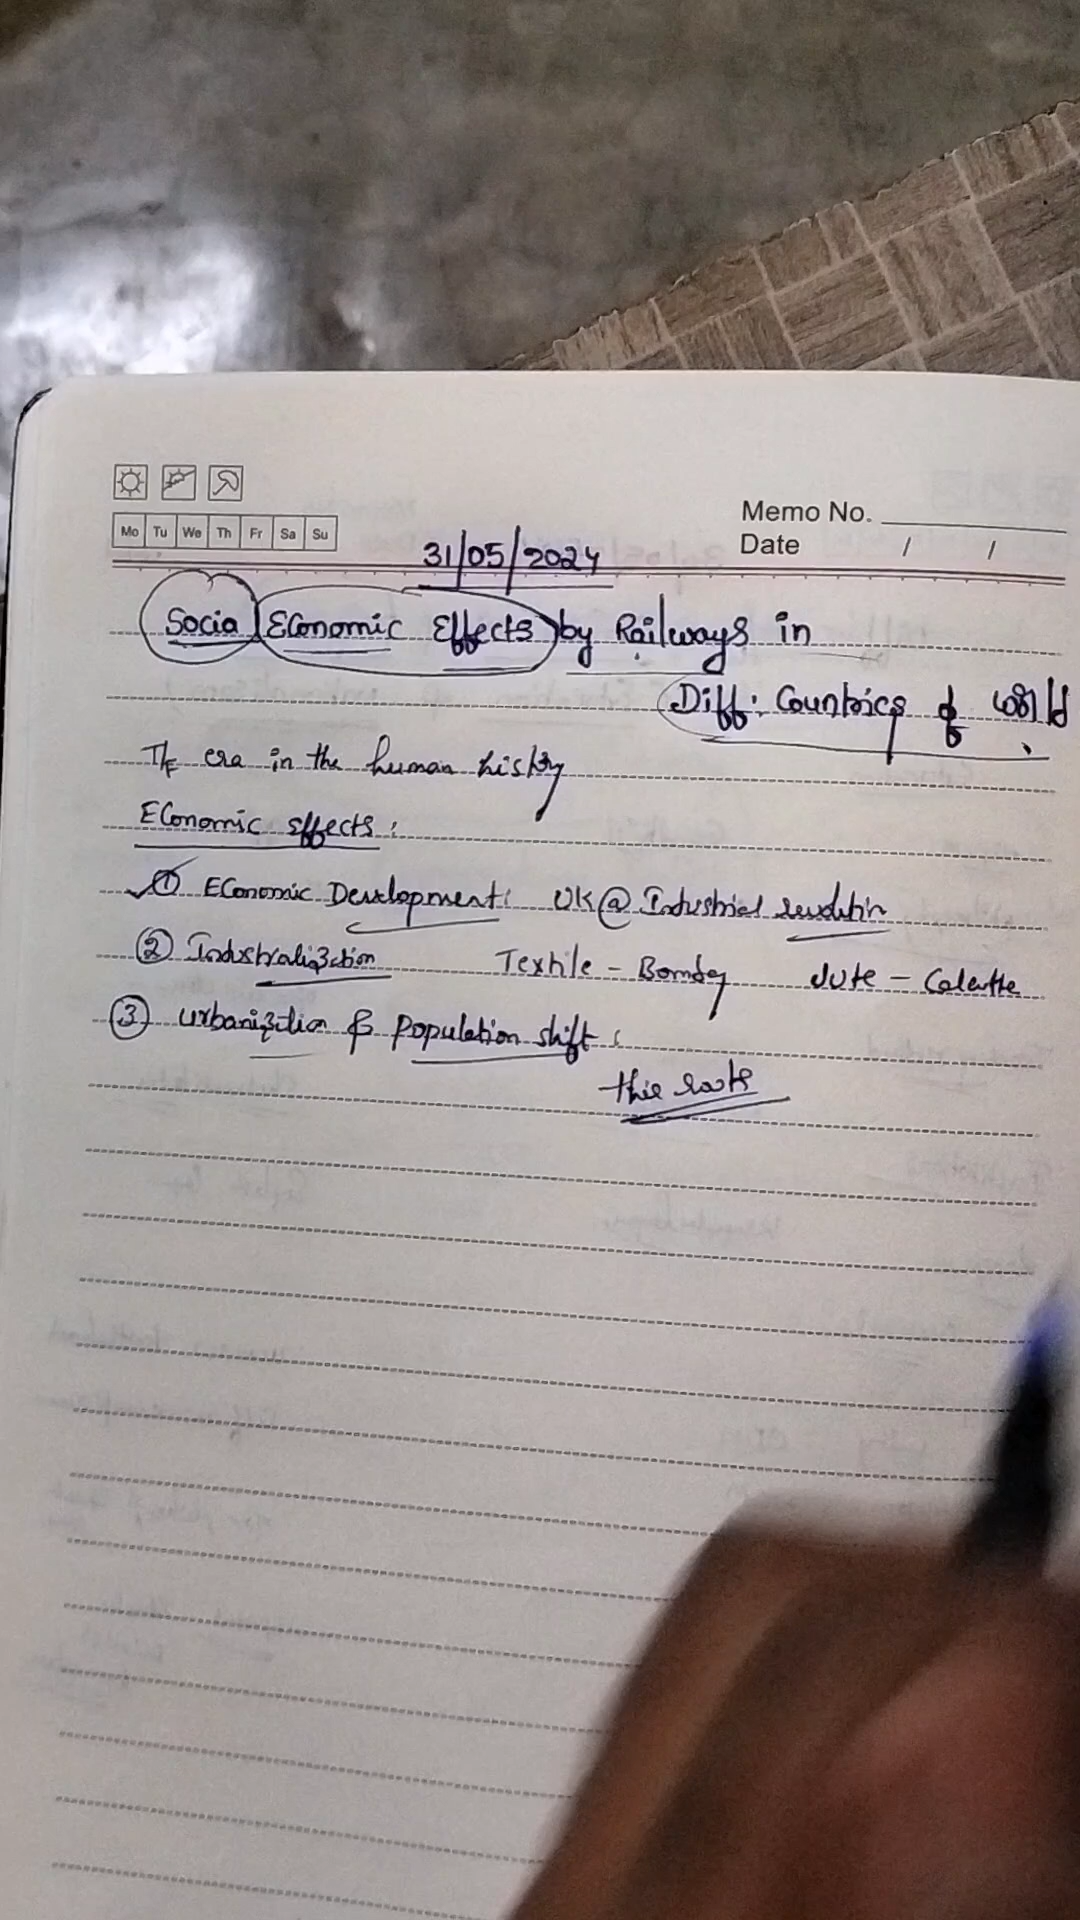 Memo No.
Mo Tu We Th Fr Sa Su
Date / /
31/05/2024
Socia Economic Effects by Railways in
Diff. Countries of world
The era in the human histry
Economic effects:
① Economic Development: UK @ Industrial revolution
② Industralization Textile - Bombay Jute - Calcutta
③ Urbanization & Population shift: